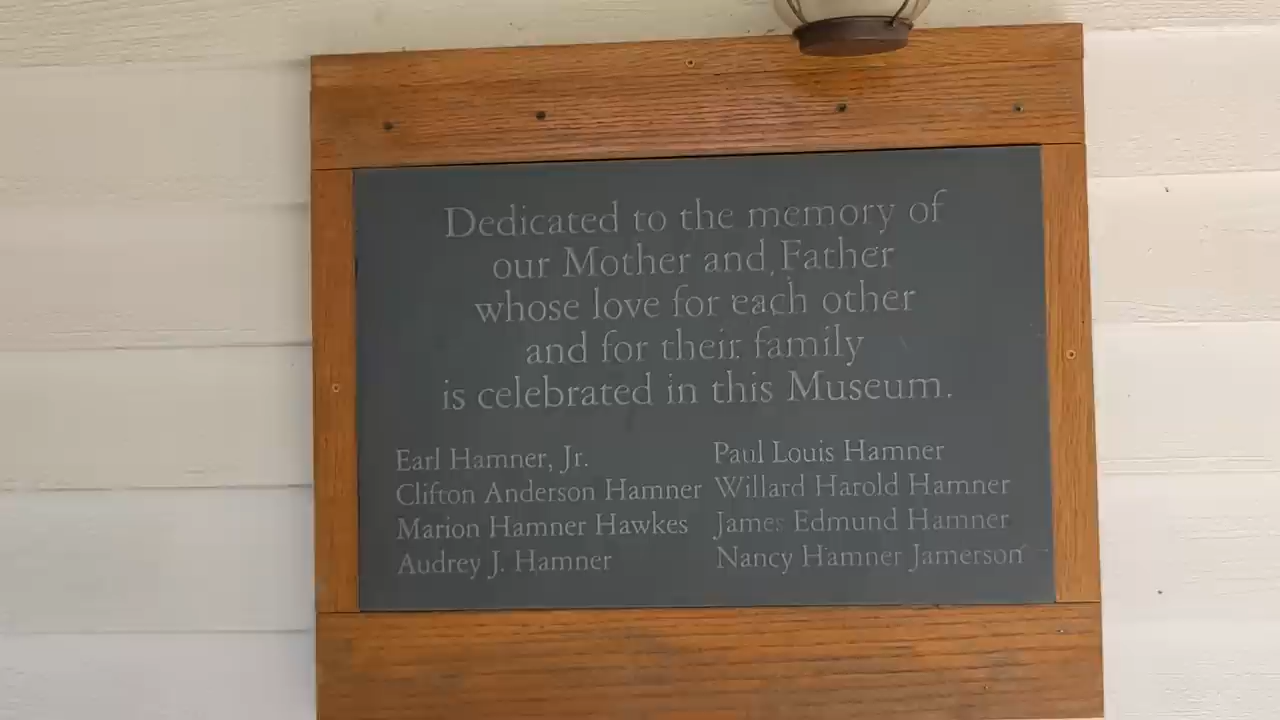 Dedicated to the memory of
our Mother and Father
whose love for each other
and for their family
is celebrated in this Museum.
Earl Hamner, Jr.
Clifton Anderson Hamner
Marion Hamner Hawkes
Audrey J. Hamner
Paul Louis Hamner
Willard Harold Hamner
James Edmund Hamner
Nancy Hamner Jamerson